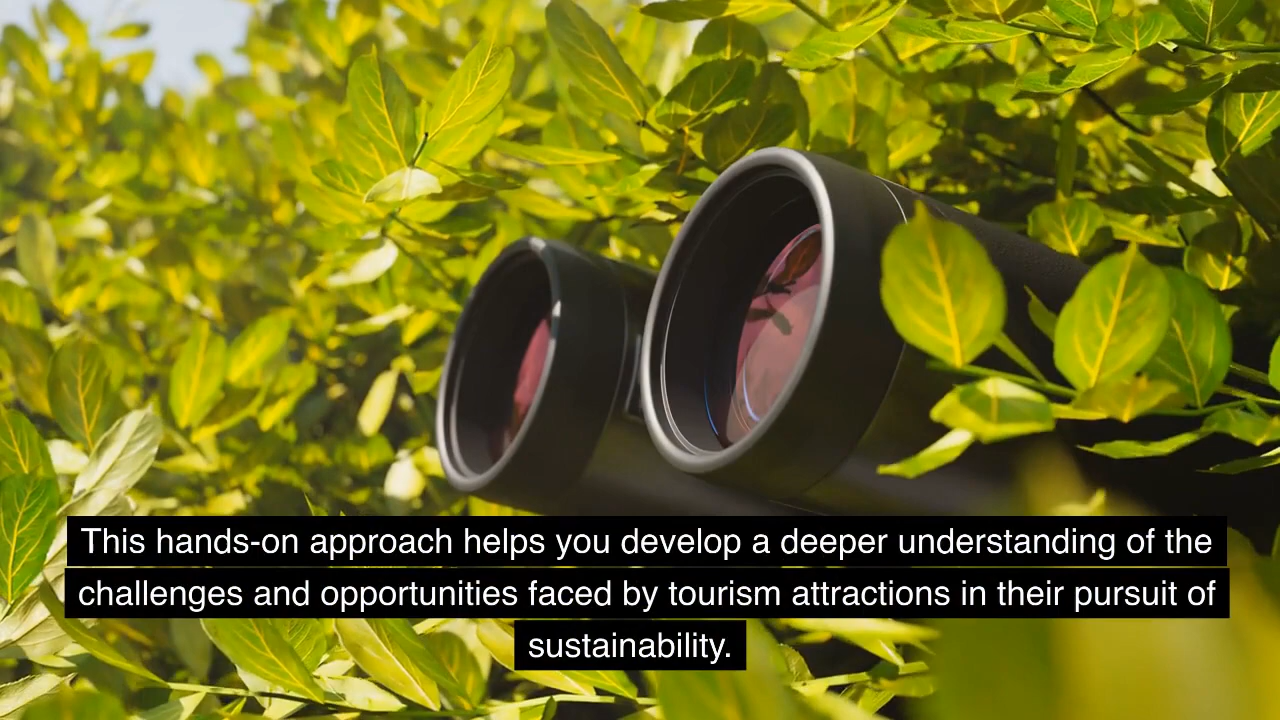 This hands-on approach helps you develop a deeper understanding of the
challenges and opportunities faced by tourism attractions in their pursuit of
sustainability.